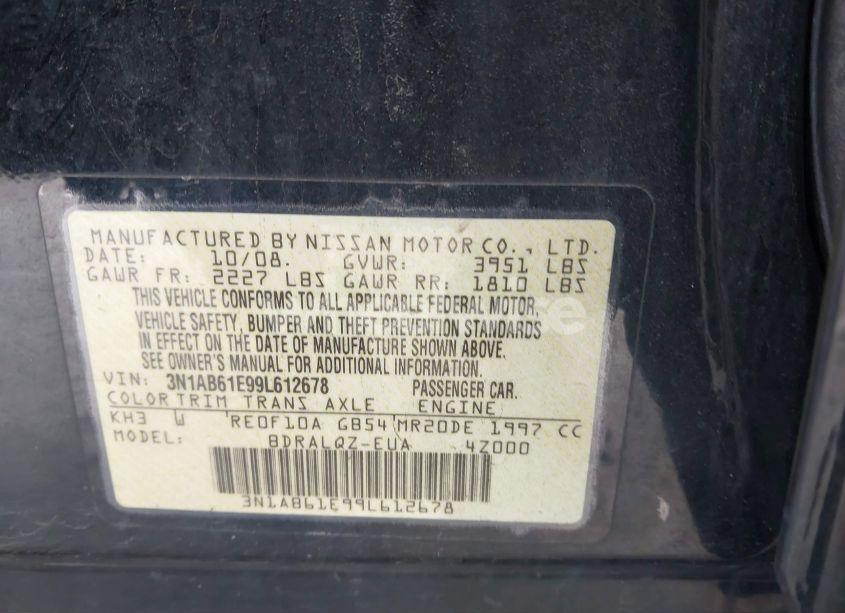 MANUFACTURED BY NISSAN MOTOR CO., LTD.
DATE: 10/08. GVWR: 3951 LBS
GAWR FR: 2227 LBS GAWR RR: 1810 LBS
THIS VEHICLE CONFORMS TO ALL APPLICABLE FEDERAL MOTOR,
VEHICLE SAFETY, BUMPER AND THEFT PREVENTION STANDARDS
IN EFFECT ON THE DATE OF MANUFACTURE SHOWN ABOVE.
SEE OWNER'S MANUAL FOR ADDITIONAL INFORMATION.
VIN: 3N1AB61E99L612678 PASSENGER CAR.
COLOR TRIM TRANS AXLE ENGINE
KH3 W RE0F10A GB54 MR20DE 1997 CC
MODEL: BDRALQZ-EUA 4Z000
3N1AB61E99L612678